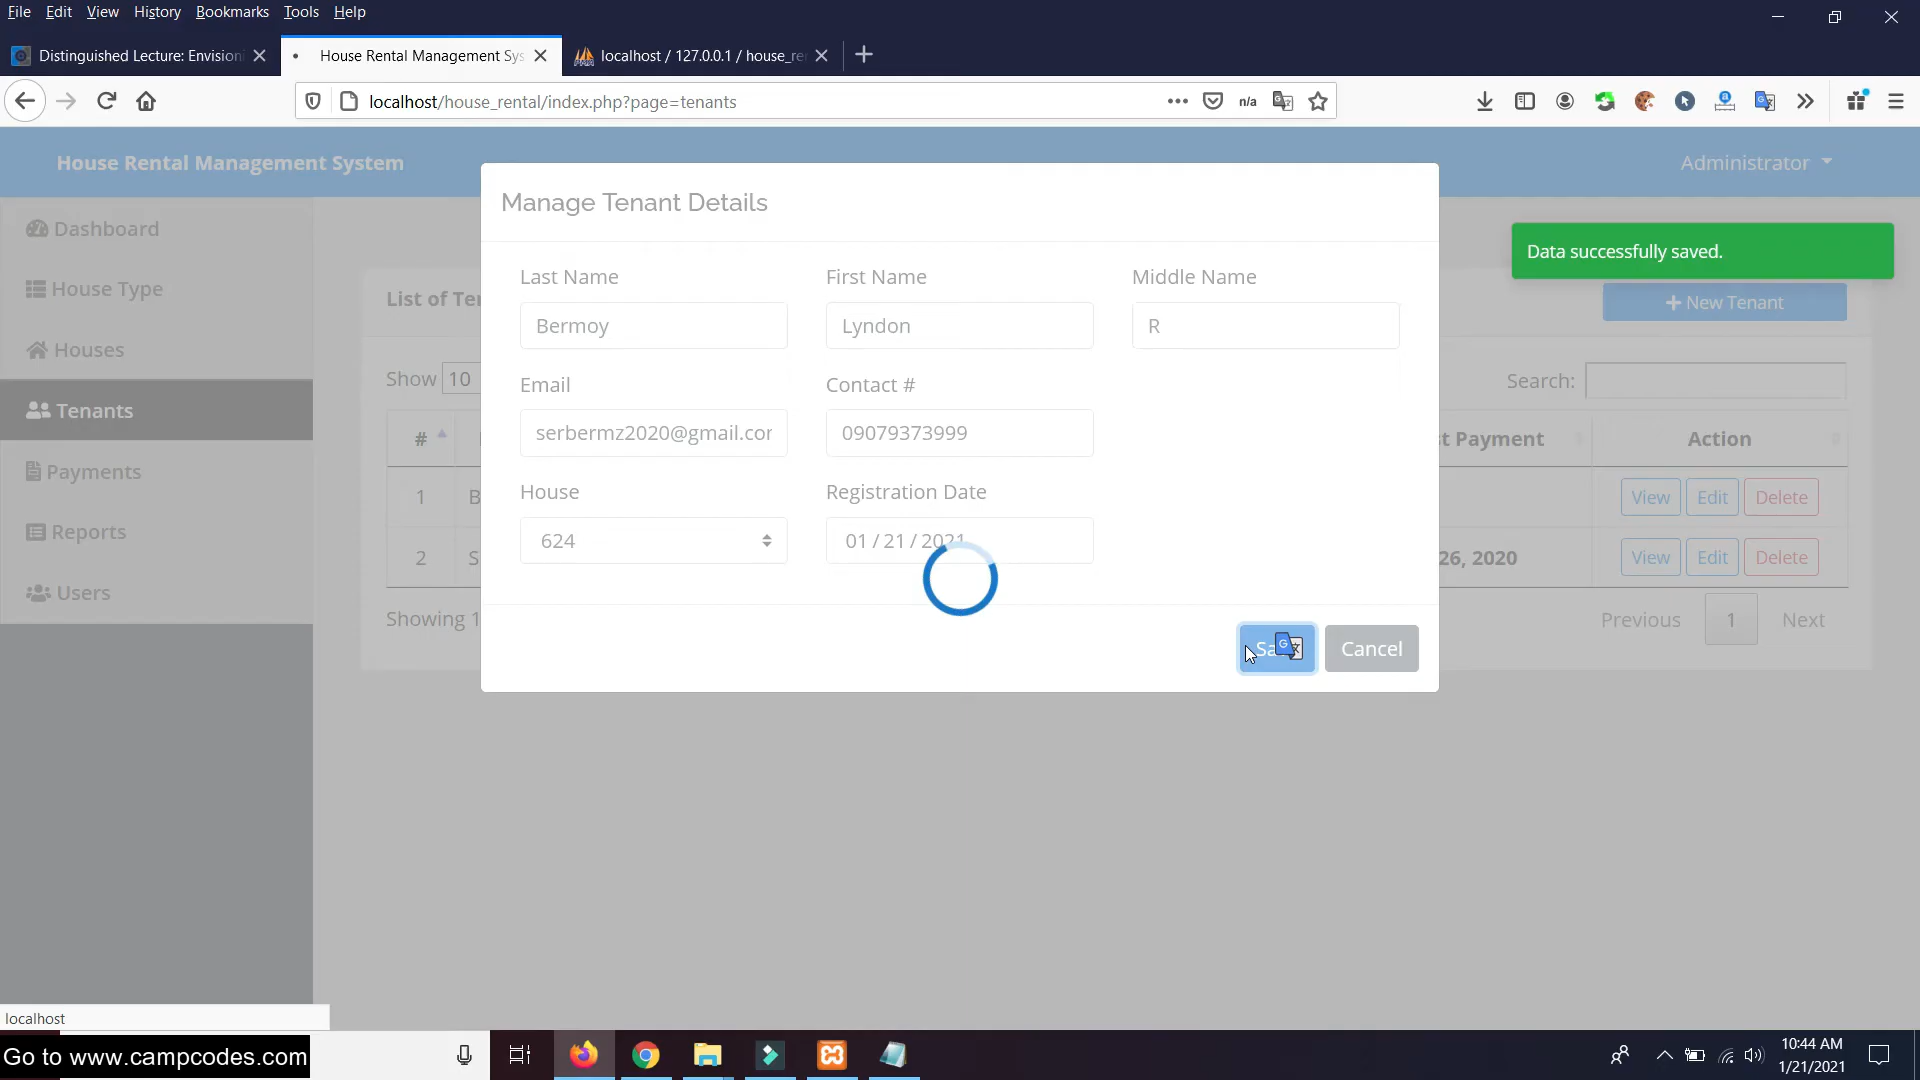 File Edit View History Bookmarks Tools Help
Distinguished Lecture: Envision
House Rental Management Sys
localhost / 127.0.0.1 / house_re
localhost/house_rental/index.php?page=tenants
n/a
House Rental Management System
Administrator
Dashboard
House Type
Houses
Tenants
Payments
Reports
Users
Manage Tenant Details
Last Name First Name Middle Name
Bermoy Lyndon R
Email Contact #
serbermz2020@gmail.com 09079373999
House Registration Date
624 01 / 21 / 2021
Cancel
Data successfully saved.
New Tenant
List of Te
Show 10
Search:
# t Payment Action
1 B View Edit Delete
2 S 26, 2020 View Edit Delete
Showing 1
Previous 1 Next
localhost
Go to www.campcodes.com
10:44 AM
1/21/2021